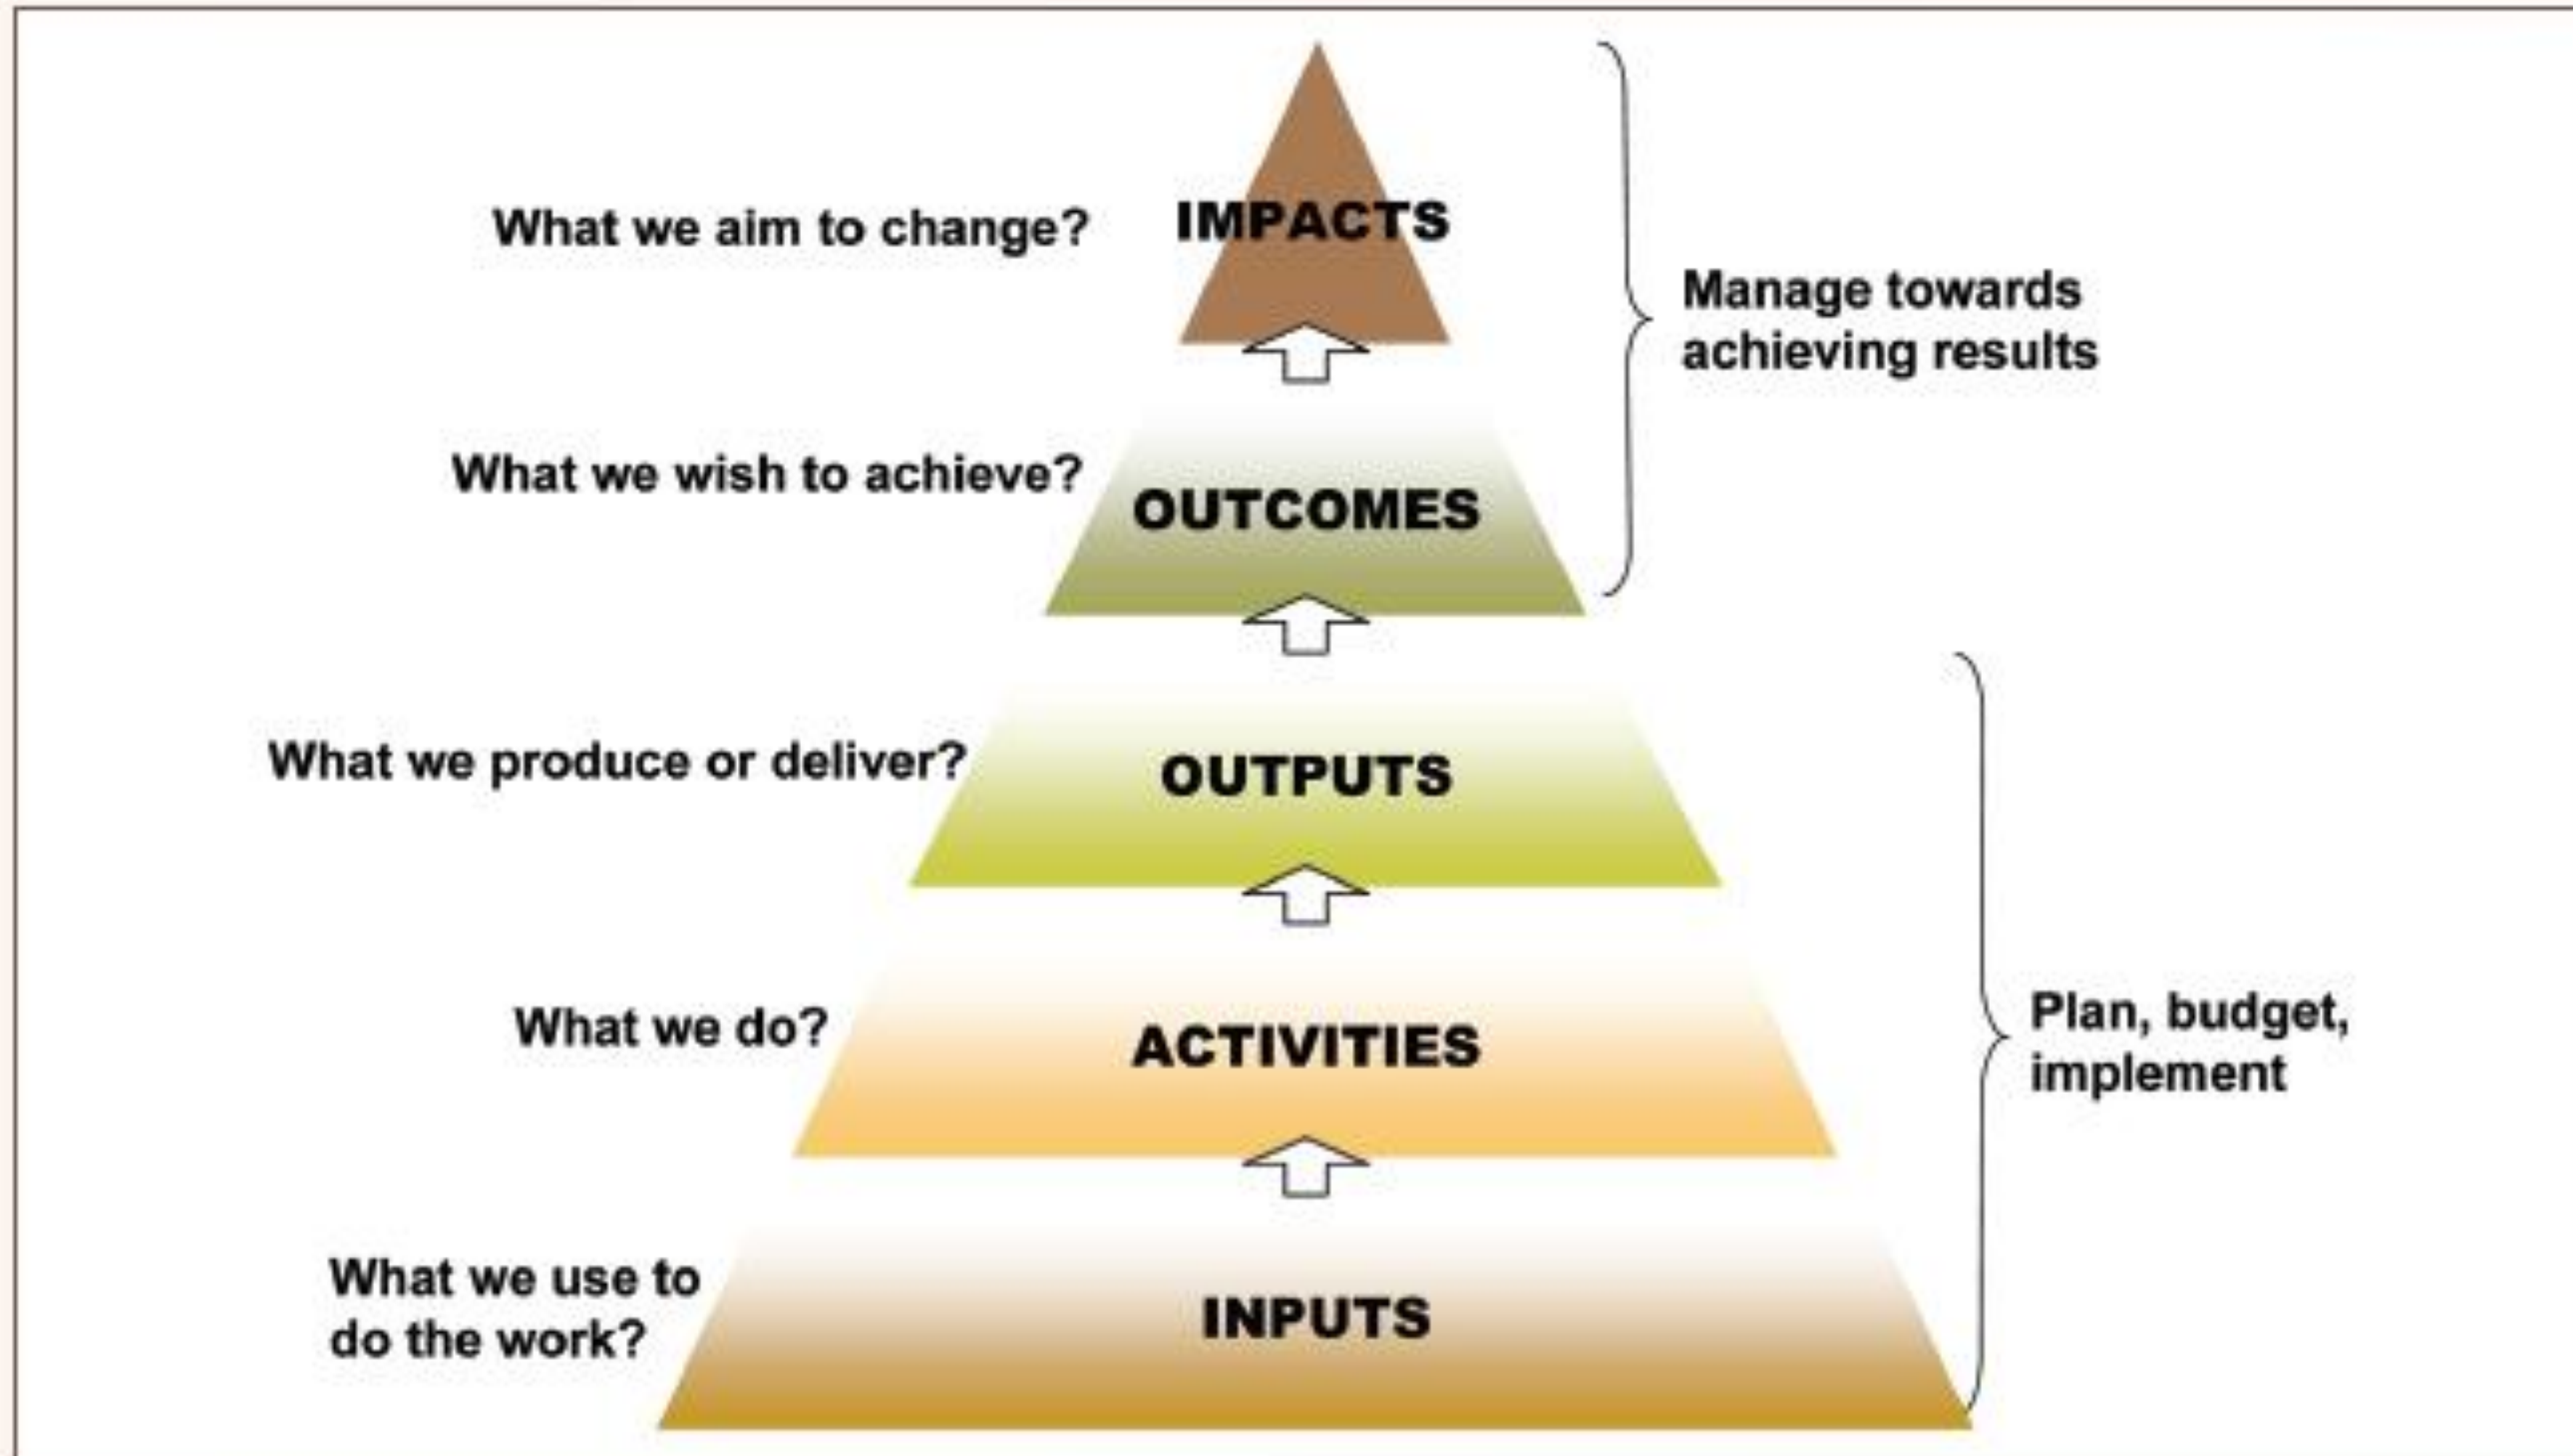 What we aim to change?
IMPACTS
Manage towards
achieving results
What we wish to achieve?
OUTCOMES
What we produce or deliver?
OUTPUTS
What we do?
ACTIVITIES
Plan, budget,
implement
What we use to
do the work?
INPUTS